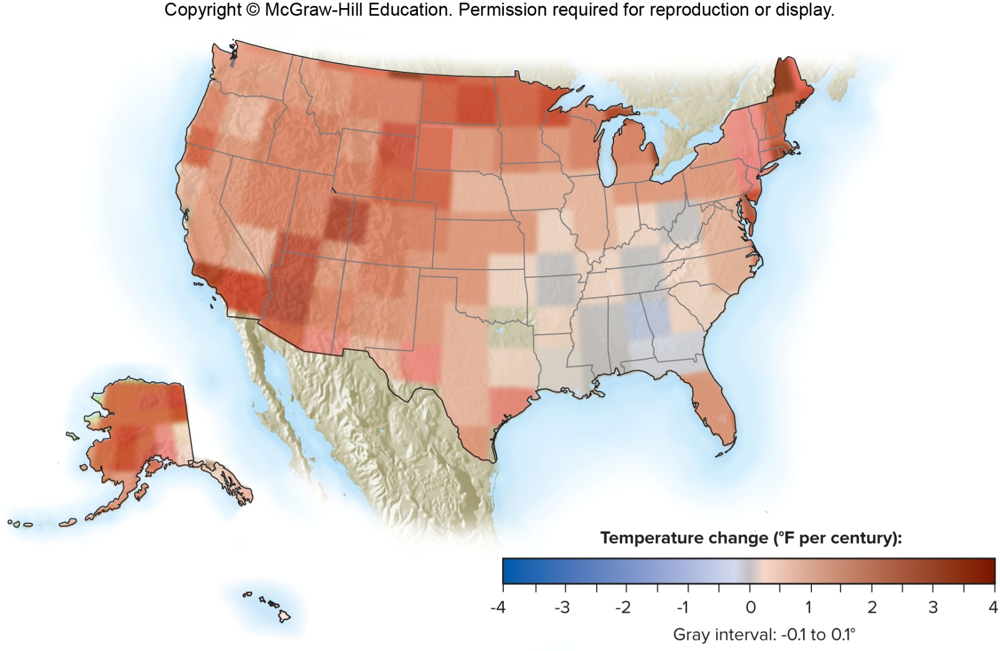 Copyright © McGraw-Hill Education. Permission required for reproduction or display.
Temperature change (°F per century):
-4 -3 -2 -1 0 1 2 3 4
Gray interval: -0.1 to 0.1°